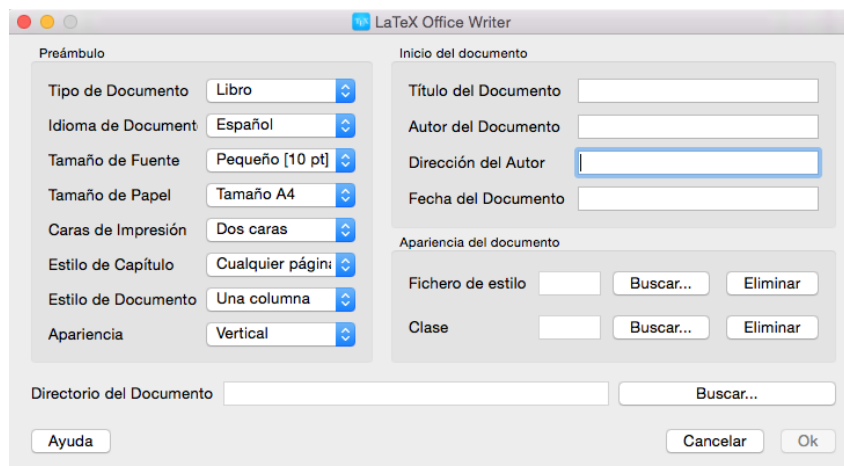 LaTeX Office Writer
Preámbulo
Tipo de Documento Libro
Idioma de Document Español
Tamaño de Fuente Pequeño [10 pt]
Tamaño de Papel Tamaño A4
Caras de Impresión Dos caras
Estilo de Capítulo Cualquier página
Estilo de Documento Una columna
Apariencia Vertical
Inicio del documento
Título del Documento
Autor del Documento
Dirección del Autor
Fecha del Documento
Apariencia del documento
Fichero de estilo Buscar... Eliminar
Clase Buscar... Eliminar
Directorio del Documento Buscar...
Ayuda Cancelar Ok